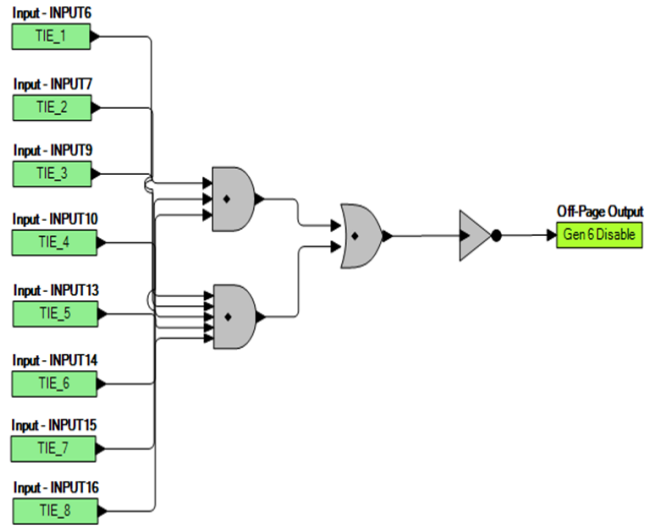 Input - INPUT6
TIE_1
Input - INPUT7
TIE_2
Input - INPUT9
TIE_3
Input - INPUT10
TIE_4
Input - INPUT13
TIE_5
Input - INPUT14
TIE_6
Input - INPUT15
TIE_7
Input - INPUT16
TIE_8
Off-Page Output
Gen 6 Disable